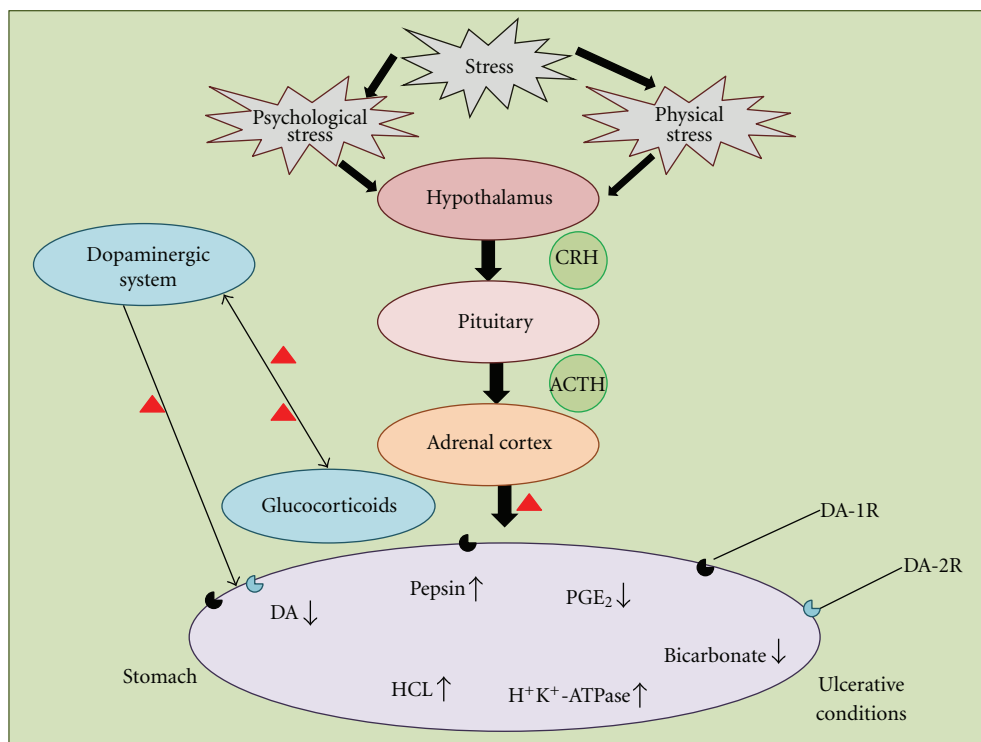 Stress
Psychological
stress
Physical
stress
Hypothalamus
CRH
Dopaminergic
system
Pituitary
ACTH
Adrenal cortex
Glucocorticoids
DA-1R
DA-2R
Pepsin ↑
PGE₂ ↓
DA ↓
Bicarbonate ↓
Stomach
HCL ↑
H⁺K⁺-ATPase ↑
Ulcerative
conditions